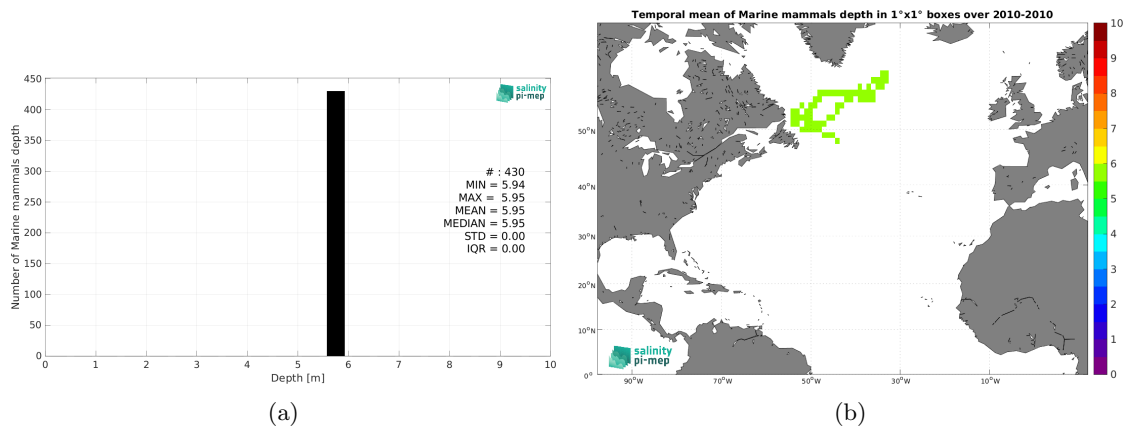 450
400
350
300
250
200
150
100
50
0
Number of Marine mammals depth
salinity
pi-mep
# : 430
MIN = 5.94
MAX = 5.95
MEAN = 5.95
MEDIAN = 5.95
STD = 0.00
IQR = 0.00
0 1 2 3 4 5 6 7 8 9 10
Depth [m]
(a)
Temporal mean of Marine mammals depth in 1°x1° boxes over 2010-2010
50°N
40°N
30°N
20°N
10°N
0°
90°W 70°W 50°W 30°W 10°W
salinity
pi-mep
10
9
8
7
6
5
4
3
2
1
0
(b)